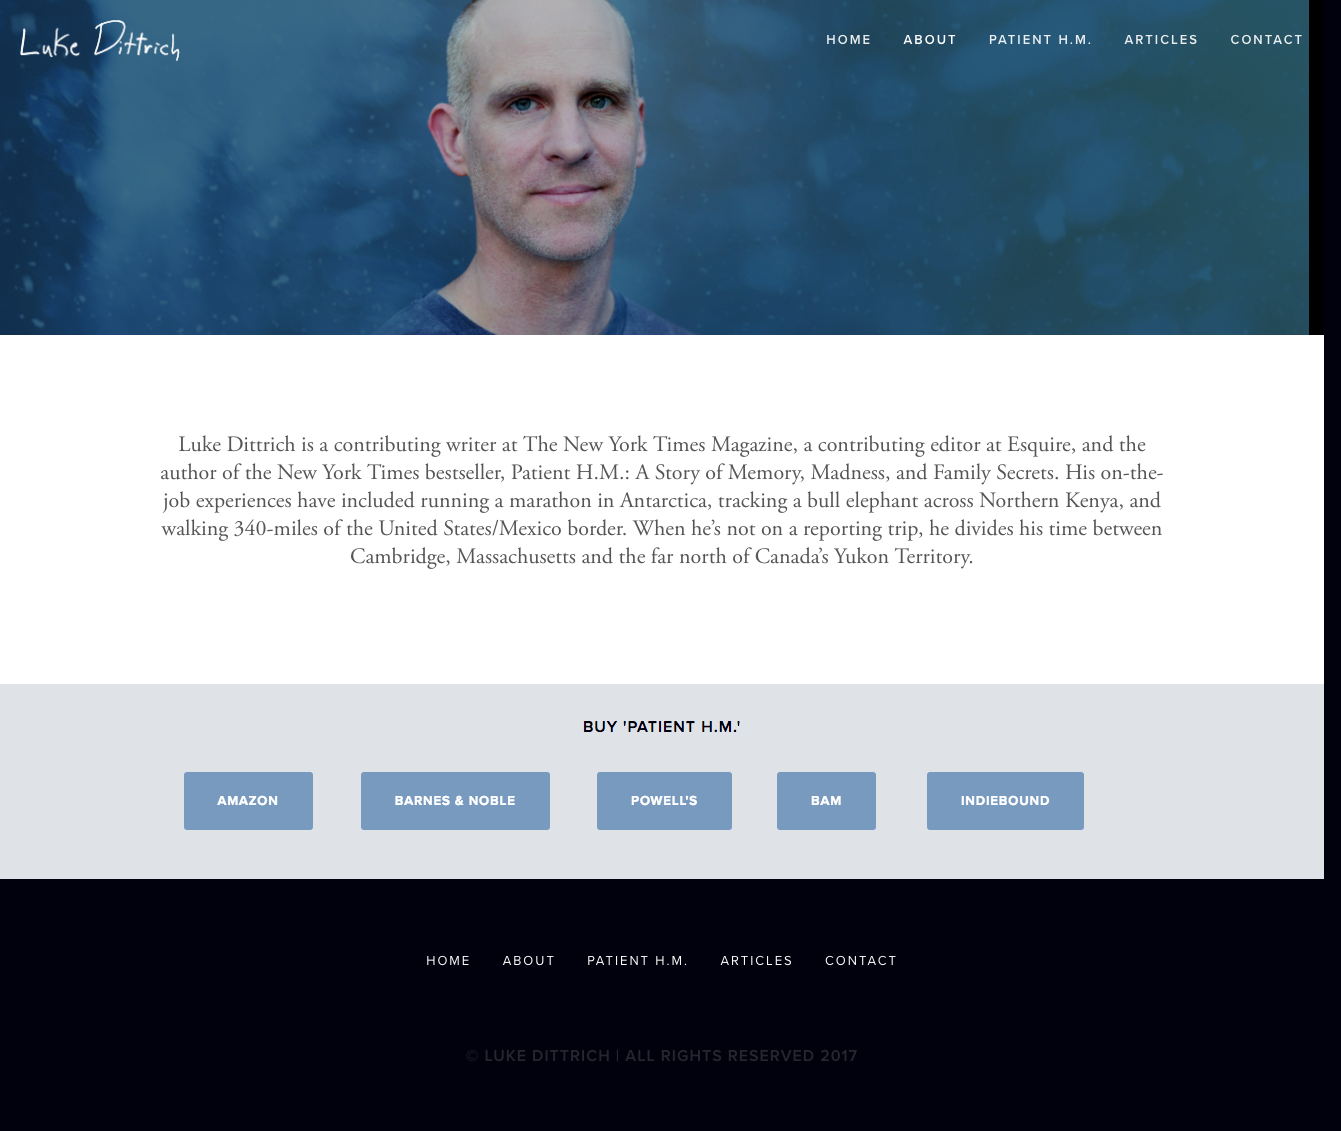 Luke Dittrich
HOME ABOUT PATIENT H.M. ARTICLES CONTACT
Luke Dittrich is a contributing writer at The New York Times Magazine, a contributing editor at Esquire, and the
author of the New York Times bestseller, Patient H.M.: A Story of Memory, Madness, and Family Secrets. His on-the-
job experiences have included running a marathon in Antarctica, tracking a bull elephant across Northern Kenya, and
walking 340-miles of the United States/Mexico border. When he’s not on a reporting trip, he divides his time between
Cambridge, Massachusetts and the far north of Canada’s Yukon Territory.
BUY 'PATIENT H.M.'
AMAZON BARNES & NOBLE POWELL'S BAM INDIEBOUND
HOME ABOUT PATIENT H.M. ARTICLES CONTACT
© LUKE DITTRICH | ALL RIGHTS RESERVED 2017